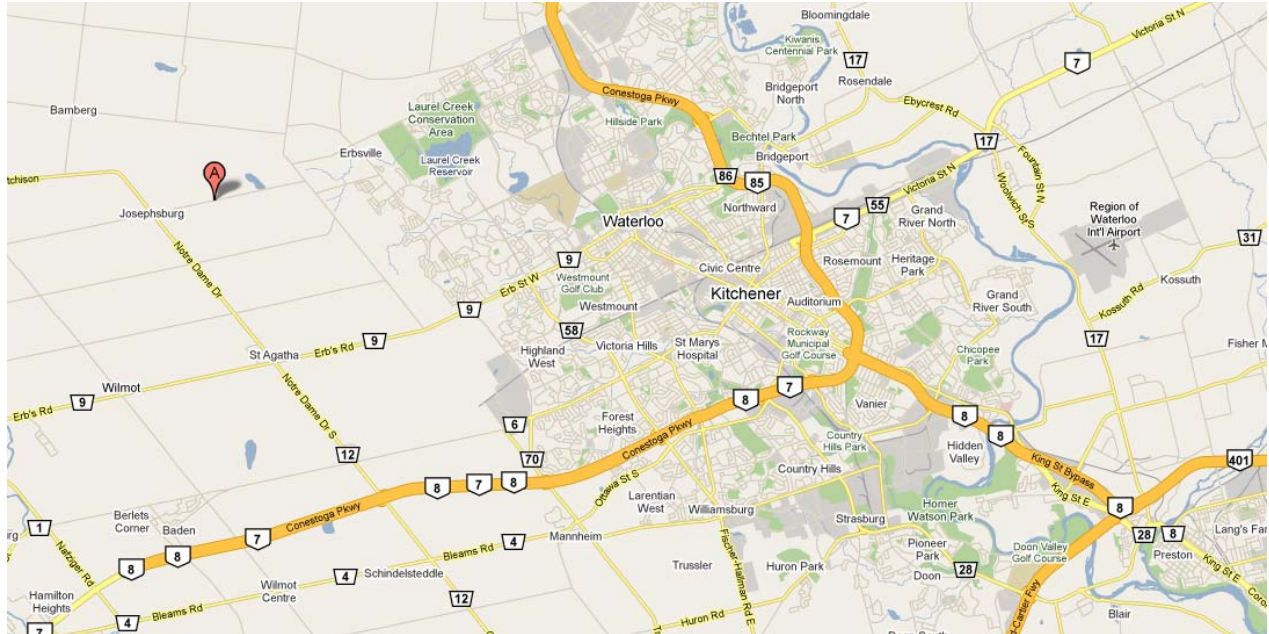 Bloomingdale
Kiwanis
Centennial Park
Victoria St N
7
17
Rosendale
Conestoga Pkwy
Bridgeport
North
Ebycrest Rd
Bamberg
Laurel Creek
Conservation
Area
Hillside Park
Bechtel Park
Bridgeport
17
Erbsville
Laurel Creek
Reservoir
Fountain St N
A
86
85
Victoria St N
Woolwich St S
Josephsburg
Northward
55
Grand
River North
Region of
Waterloo
Int'l Airport
Waterloo
7
31
Notre Dame Dr
9
Civic Centre
Rosemount
Heritage
Park
Kossuth
Erb St W
Westmount
Golf Club
Kitchener
Auditorium
Grand
River South
Kossuth Rd
9
Westmount
58
Rockway
Municipal
Golf Course
17
St Agatha
Erb's Rd
9
Highland
West
Victoria Hills
St Marys
Hospital
Chicopee
Park
Wilmot
9
Erb's Rd
8
7
Vanier
8
Notre Dame Dr S
6
Forest
Heights
Conestoga Pkwy
Country
Hills Park
8
Hidden
Valley
12
70
King St Bypass
401
Country Hills
8
7
8
Ottawa St S
Larentian
West
Williamsburg
Homer
Watson Park
King St E
8
Berlets
Corner
Baden
Conestoga Pkwy
Strasburg
1
7
Bleams Rd
4
Mannheim
Pioneer
Park
Doon Valley
Golf Course
28
8
Preston
8
8
Nafziger Rd
Wilmot
Centre
4
Schindelsteddle
Trussler
Fischer-Hallman Rd E
Huron Park
Doon
28
King St E
Hamilton
Heights
Bleams Rd
4
12
Huron Rd
Blair
7